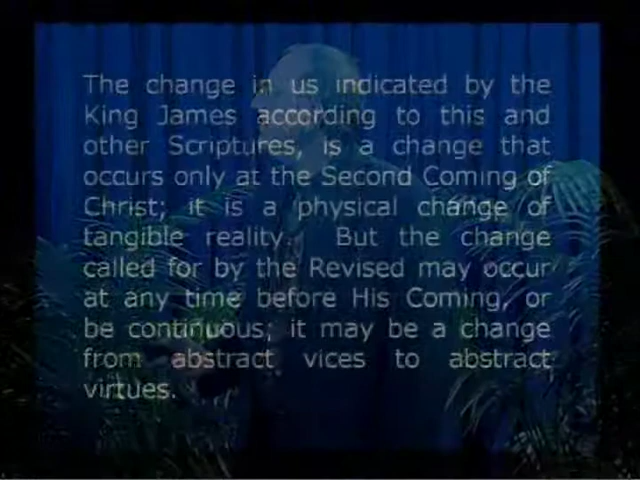 The change in us indicated by the
King James according to this and
other Scriptures, is a change that
occurs only at the Second Coming of
Christ; it is a physical change of
tangible reality. But the change
called for by the Revised may occur
at any time before His Coming, or
be continuous; it may be a change
from abstract vices to abstract
virtues.